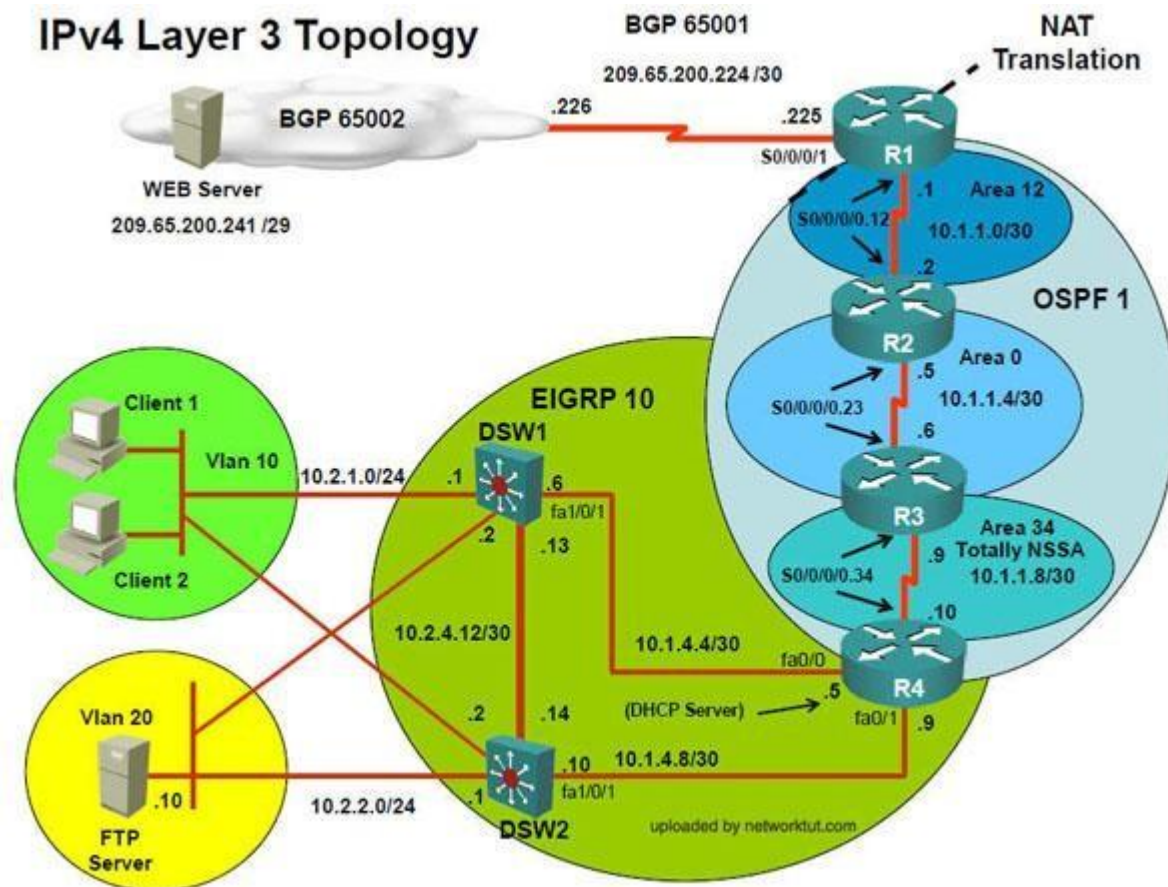 IPv4 Layer 3 Topology
BGP 65001
209.65.200.224 /30
NAT
Translation
BGP 65002
.226
.225
S0/0/0/1
R1
WEB Server
209.65.200.241 /29
.1
Area 12
S0/0/0/0.12
10.1.1.0/30
.2
OSPF 1
R2
Area 0
.5
10.1.1.4/30
S0/0/0/0.23
.6
R3
Area 34
Totally NSSA
.9
10.1.1.8/30
S0/0/0/0.34
.10
R4
EIGRP 10
DSW1
Client 1
Vlan 10
10.2.1.0/24
.1
.6
fa1/0/1
Client 2
.2
.13
10.2.4.12/30
10.1.4.4/30
fa0/0
.5
(DHCP Server)
fa0/1
.9
Vlan 20
.2
.14
.10
10.1.4.8/30
fa1/0/1
.10
10.2.2.0/24
.1
DSW2
FTP
Server
uploaded by networktut.com